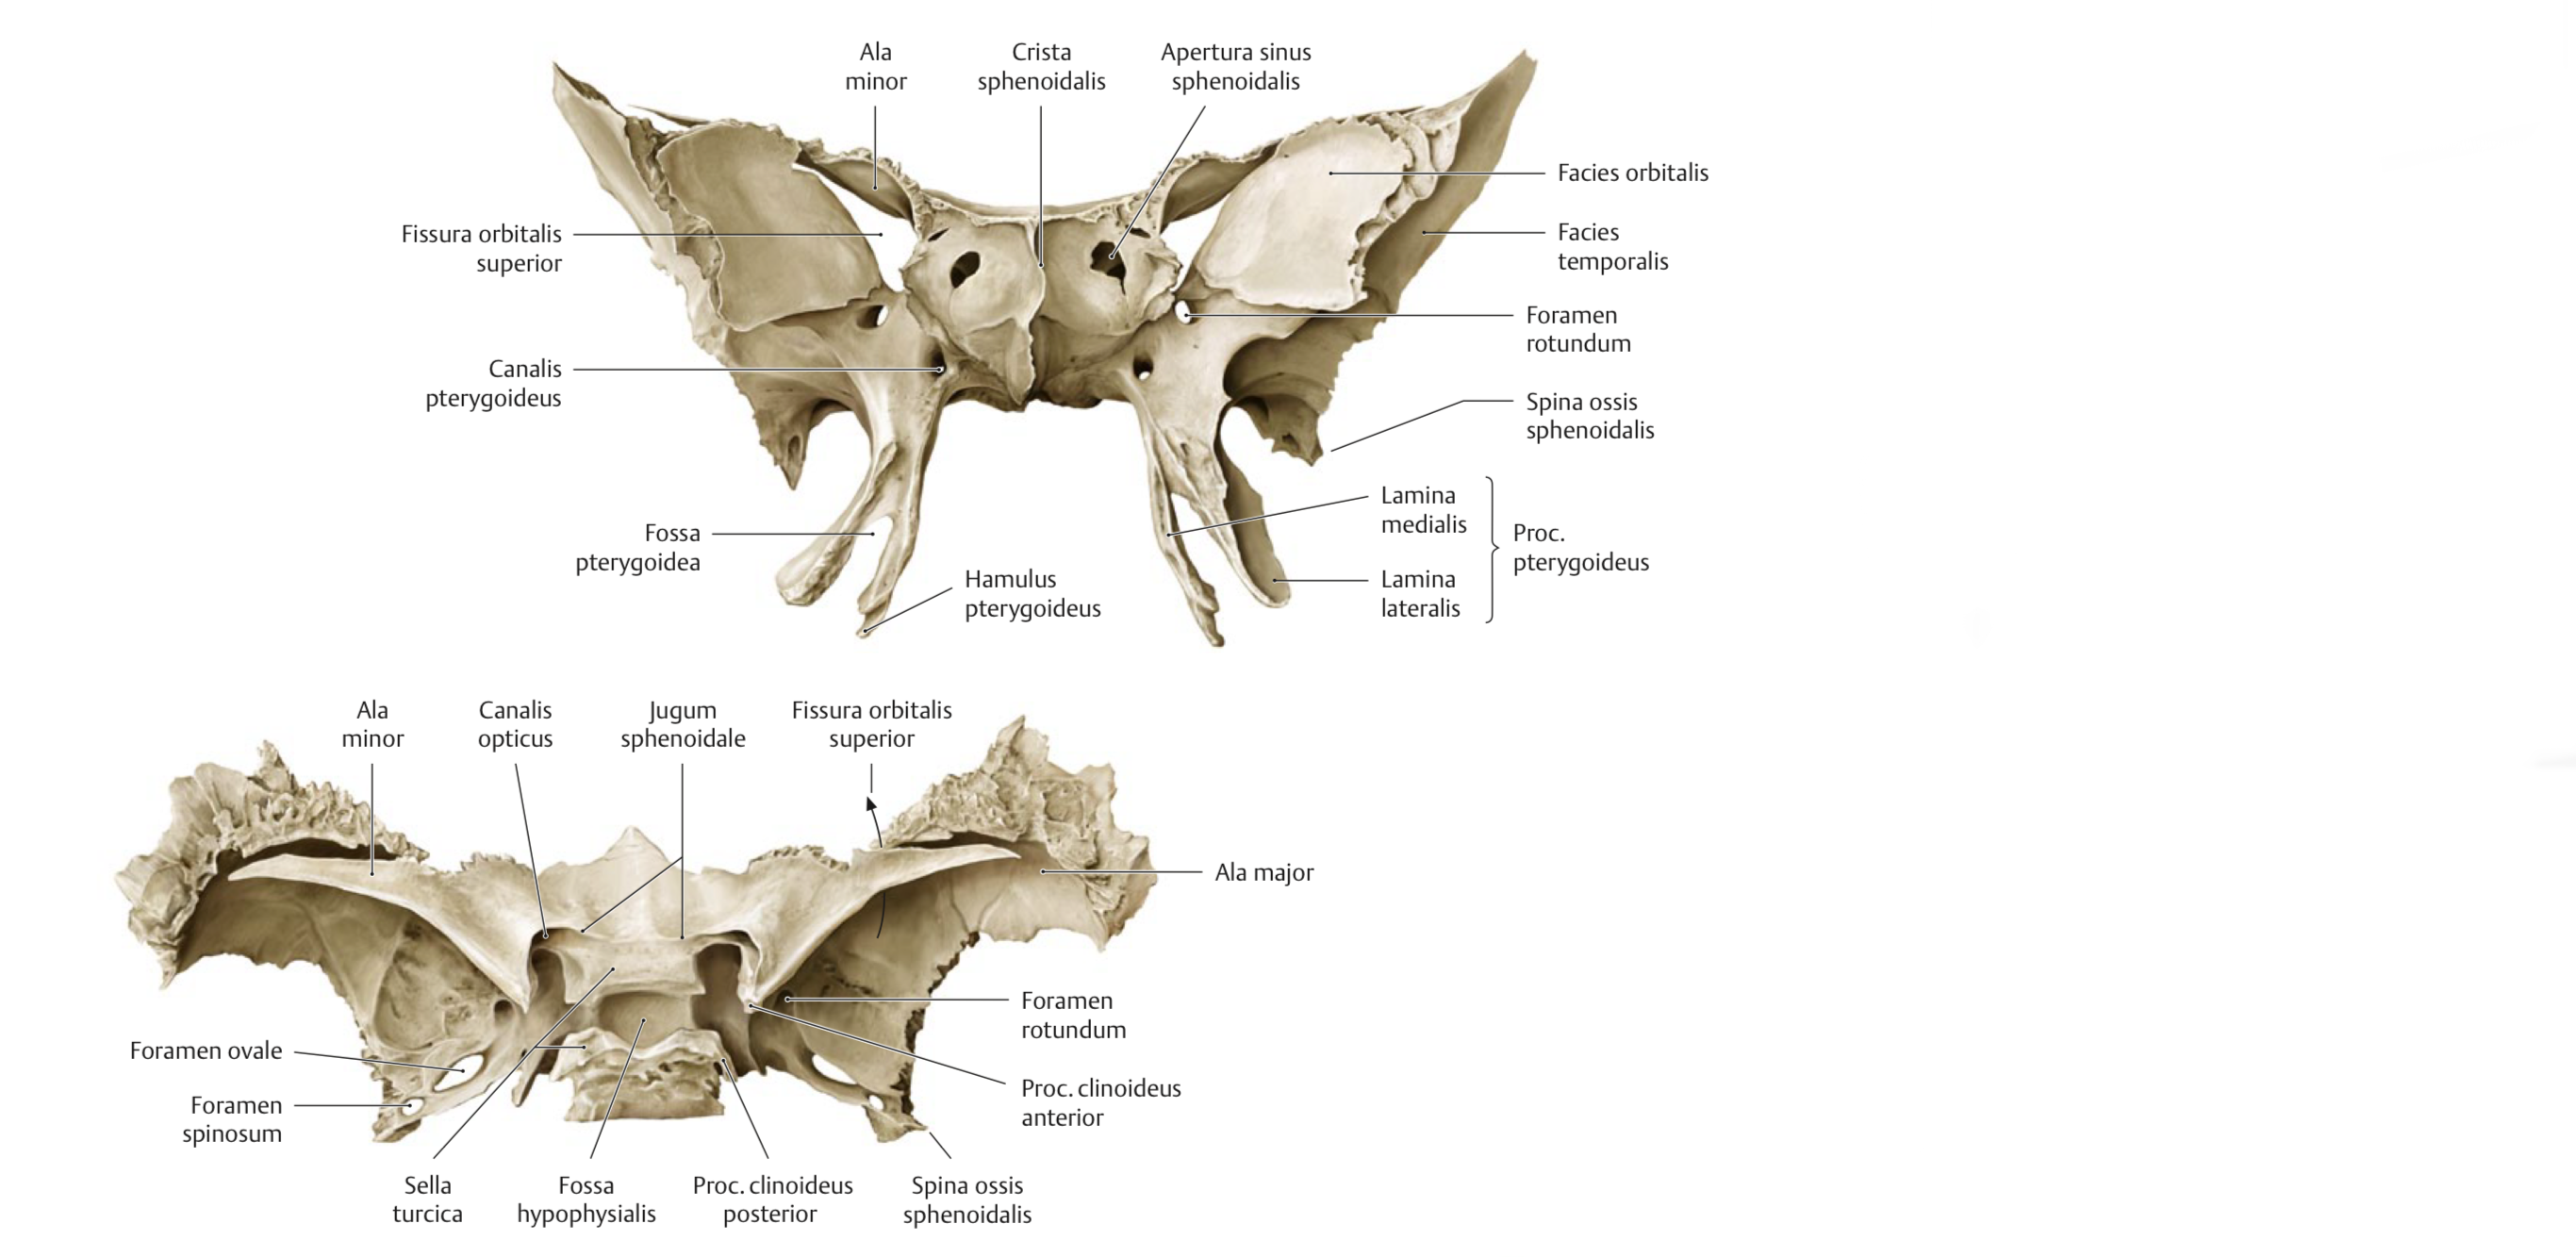 Ala
minor
Crista
sphenoidalis
Apertura sinus
sphenoidalis
Facies orbitalis
Fissura orbitalis
superior
Facies
temporalis
Foramen
rotundum
Canalis
pterygoideus
Spina ossis
sphenoidalis
Lamina
medialis
Fossa
pterygoidea
Proc.
pterygoideus
Hamulus
pterygoideus
Lamina
lateralis
Ala
minor
Canalis
opticus
Jugum
sphenoidale
Fissura orbitalis
superior
Ala major
Foramen
rotundum
Foramen ovale
Proc. clinoideus
anterior
Foramen
spinosum
Sella
turcica
Fossa
hypophysialis
Proc. clinoideus
posterior
Spina ossis
sphenoidalis